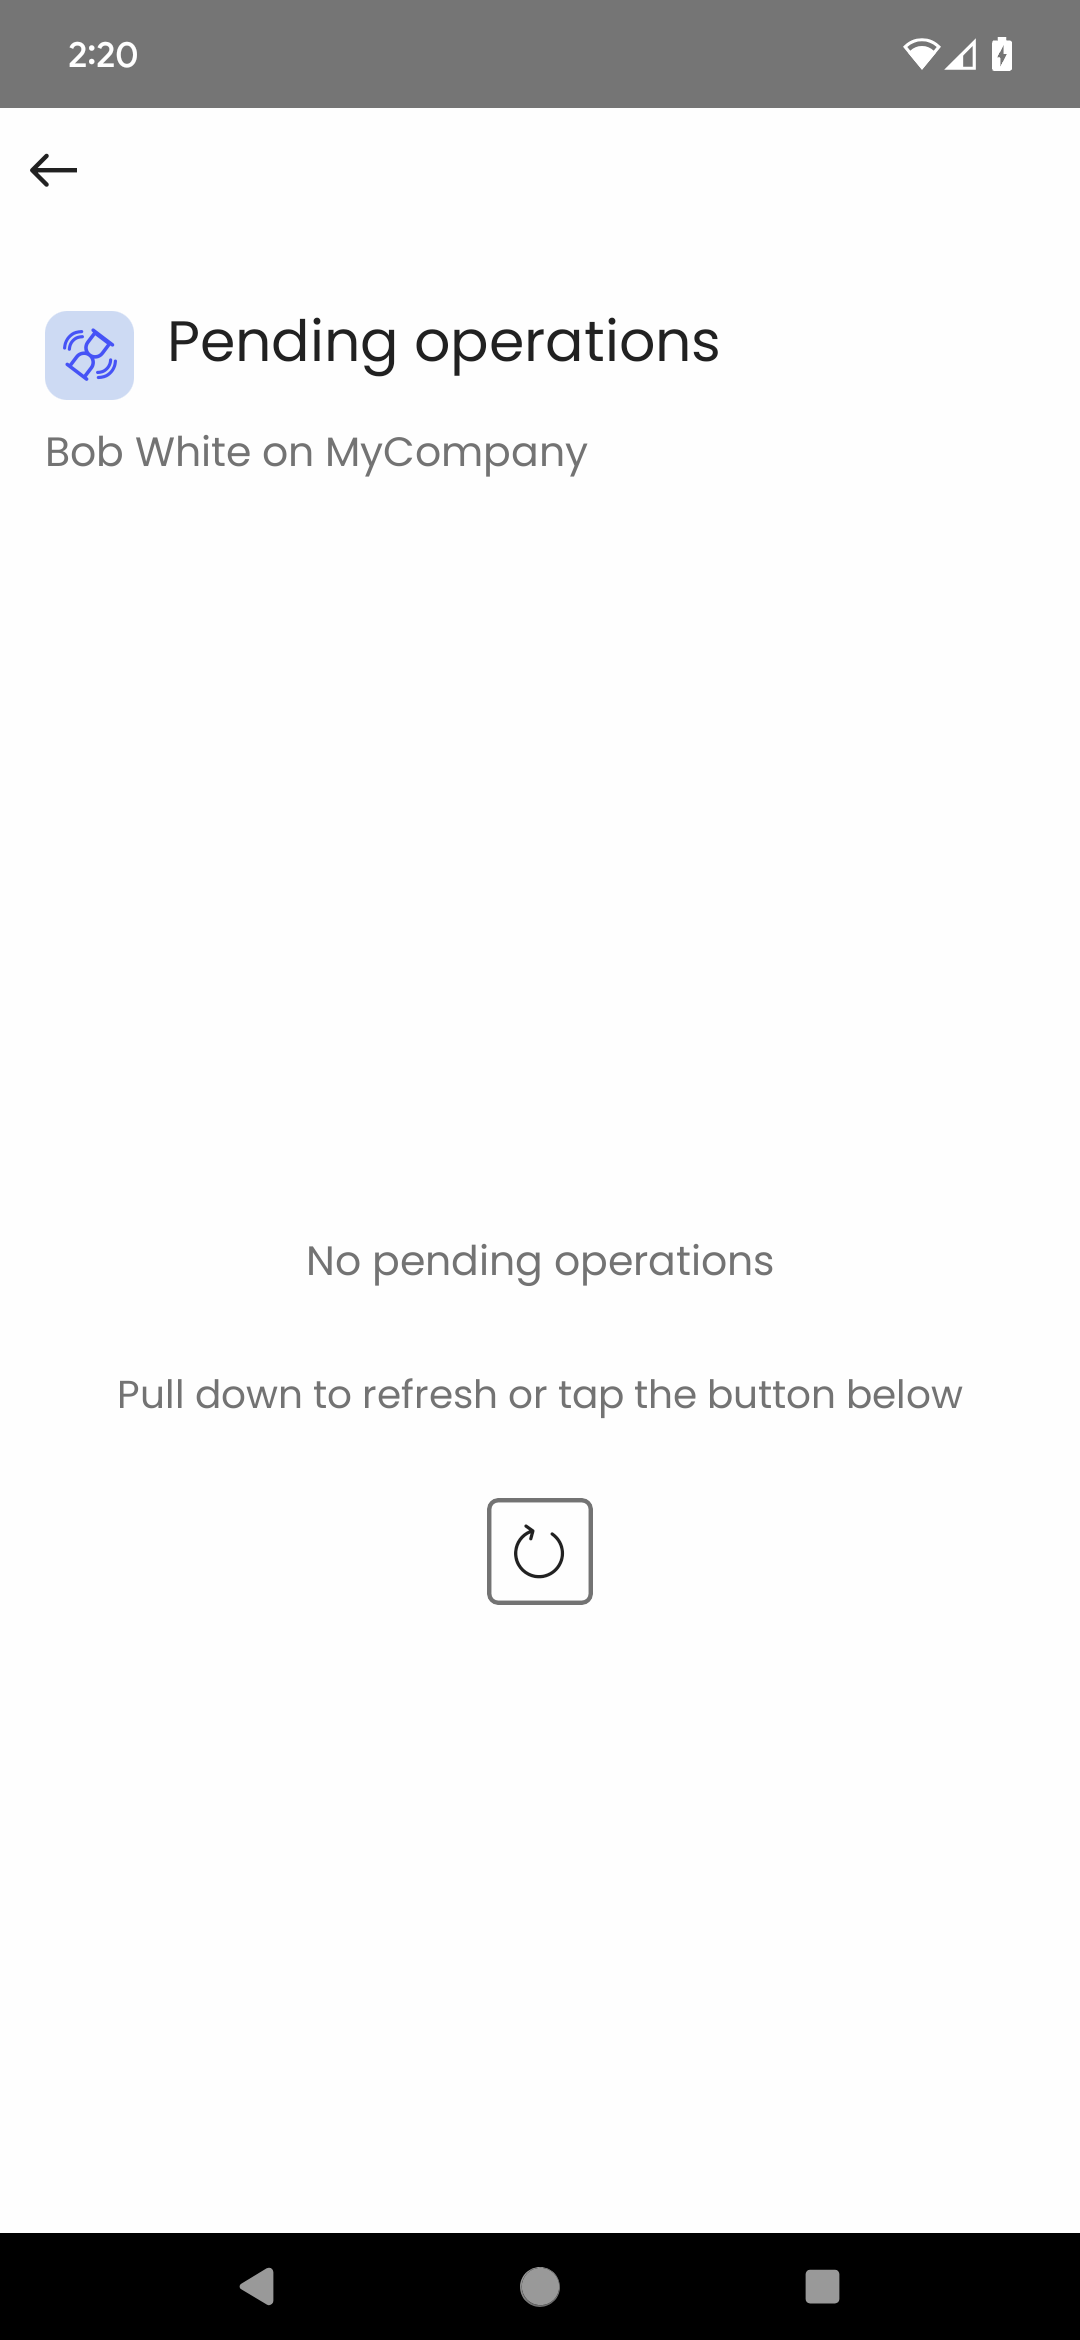 2:20
Pending operations
Bob White on MyCompany
No pending operations
Pull down to refresh or tap the button below